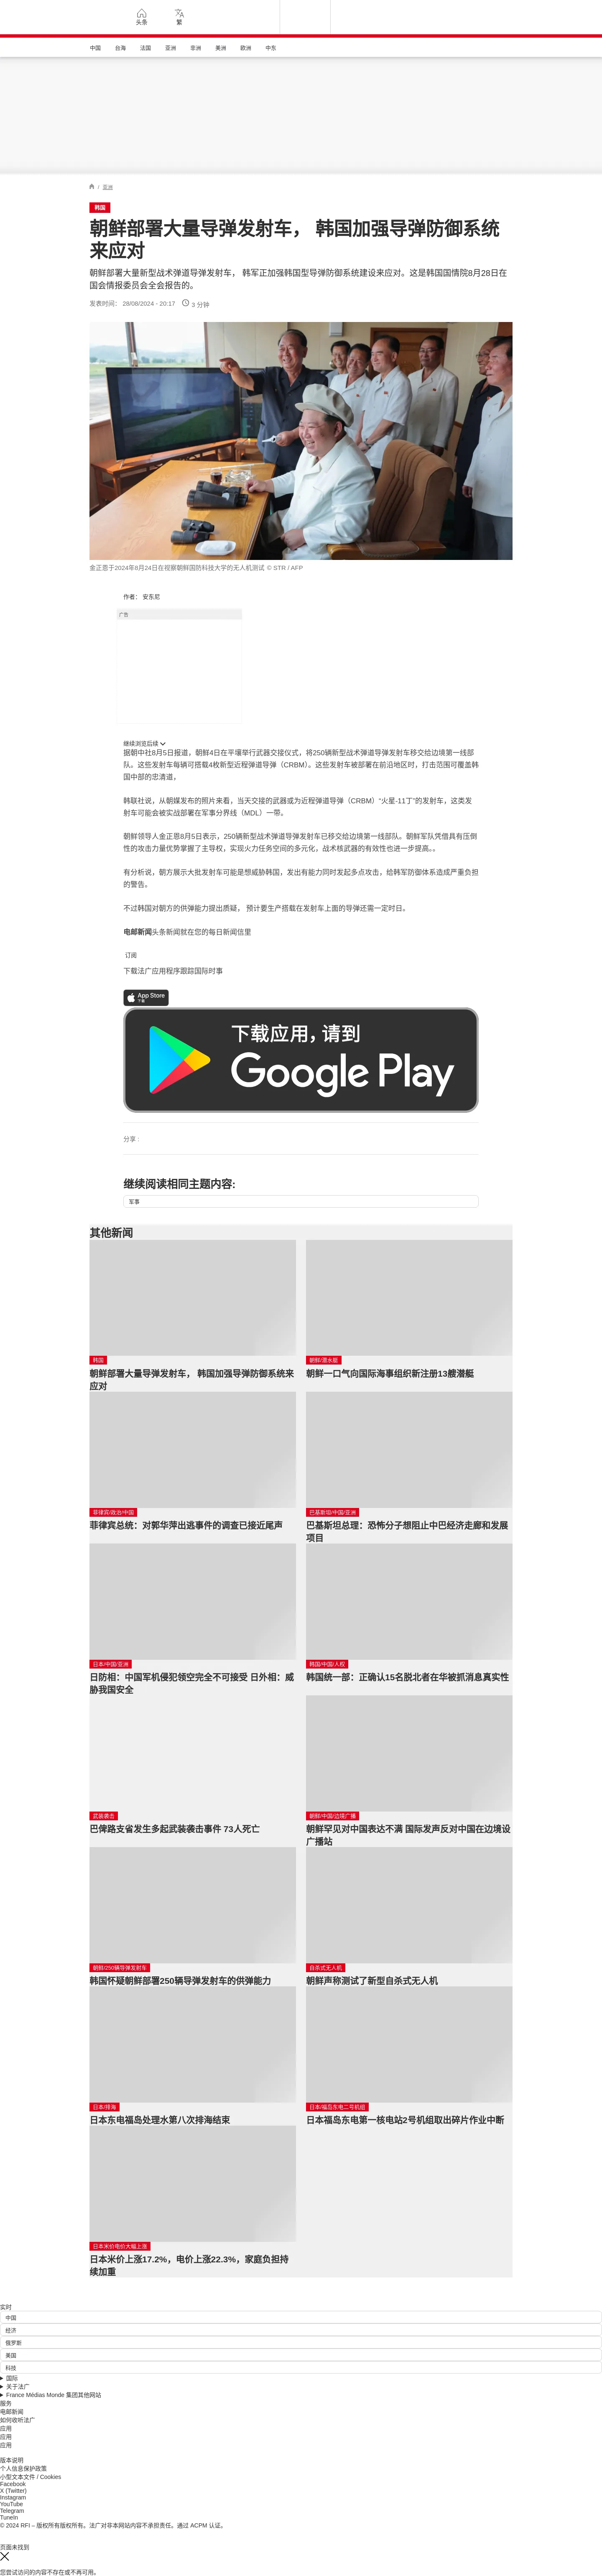 头条
繁
中国
台海
法国
亚洲
非洲
美洲
欧洲
中东
/ 亚洲
韩国
朝鲜部署大量导弹发射车， 韩国加强导弹防御系统
来应对
朝鲜部署大量新型战术弹道导弹发射车， 韩军正加强韩国型导弹防御系统建设来应对。这是韩国国情院8月28日在
国会情报委员会全会报告的。
发表时间： 28/08/2024 - 20:17
3 分钟
金正恩于2024年8月24日在视察朝鲜国防科技大学的无人机测试 © STR / AFP
作者： 安东尼
广告
继续浏览后续
据朝中社8月5日报道，朝鲜4日在平壤举行武器交接仪式，将250辆新型战术弹道导弹发射车移交给边境第一线部
队。这些发射车每辆可搭载4枚新型近程弹道导弹（CRBM）。这些发射车被部署在前沿地区时，打击范围可覆盖韩
国中部的忠清道，
韩联社说，从朝媒发布的照片来看，当天交接的武器或为近程弹道导弹（CRBM）“火星-11丁”的发射车，这类发
射车可能会被实战部署在军事分界线（MDL）一带。
朝鲜领导人金正恩8月5日表示，250辆新型战术弹道导弹发射车已移交给边境第一线部队。朝鲜军队凭借具有压倒
性的攻击力量优势掌握了主导权，实现火力任务空间的多元化，战术核武器的有效性也进一步提高。。
有分析说，朝方展示大批发射车可能是想威胁韩国，发出有能力同时发起多点攻击，给韩军防御体系造成严重负担
的警告。
不过韩国对朝方的供弹能力提出质疑， 预计要生产搭载在发射车上面的导弹还需一定时日。
电邮新闻头条新闻就在您的每日新闻信里
订阅
下载法广应用程序跟踪国际时事
App Store
下载
下载应用，请到
Google Play
分享 :
继续阅读相同主题内容:
军事
其他新闻
韩国
朝鲜部署大量导弹发射车， 韩国加强导弹防御系统来
应对
朝鲜/潜水艇
朝鲜一口气向国际海事组织新注册13艘潜艇
菲律宾/政治/中国
菲律宾总统：对郭华萍出逃事件的调查已接近尾声
巴基斯坦/中国/亚洲
巴基斯坦总理：恐怖分子想阻止中巴经济走廊和发展
项目
日本/中国/亚洲
日防相：中国军机侵犯领空完全不可接受 日外相：威
胁我国安全
韩国/中国/人权
韩国统一部：正确认15名脱北者在华被抓消息真实性
武装袭击
巴俾路支省发生多起武装袭击事件 73人死亡
朝鲜/中国/边境广播
朝鲜罕见对中国表达不满 国际发声反对中国在边境设
广播站
朝鲜/250辆导弹发射车
韩国怀疑朝鲜部署250辆导弹发射车的供弹能力
自杀式无人机
朝鲜声称测试了新型自杀式无人机
日本/排海
日本东电福岛处理水第八次排海结束
日本/福岛东电二号机组
日本福岛东电第一核电站2号机组取出碎片作业中断
日本米价电价大幅上涨
日本米价上涨17.2%，电价上涨22.3%，家庭负担持
续加重
实时
中国
经济
俄罗斯
美国
科技
国际
关于法广
France Médias Monde 集团其他网站
服务
电邮新闻
如何收听法广
应用
应用
应用
版本说明
个人信息保护政策
小型文本文件 / Cookies
Facebook
X (Twitter)
Instagram
YouTube
Telegram
TuneIn
© 2024 RFI – 版权所有版权所有。法广对非本网站内容不承担责任。通过 ACPM 认证。
页面未找到
您尝试访问的内容不存在或不再可用。